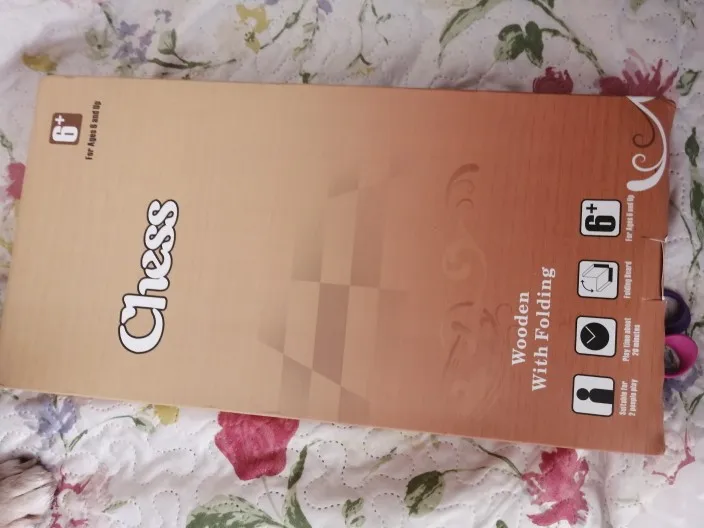 6+
For Ages 6 and Up
Chess
Wooden
With Folding
6+
For Ages 6 and Up
Folding Board
Play time about
20 minutes
Suitable for
2 people play